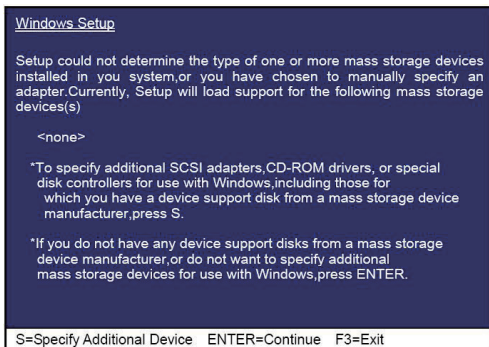 Windows Setup
Setup could not determine the type of one or more mass storage devices
installed in you system,or you have chosen to manually specify an
adapter.Currently, Setup will load support for the following mass storage
devices(s)
<none>
*To specify additional SCSI adapters,CD-ROM drivers, or special
disk controllers for use with Windows,including those for
which you have a device support disk from a mass storage device
manufacturer,press S.
*If you do not have any device support disks from a mass storage
device manufacturer,or do not want to specify additional
mass storage devices for use with Windows,press ENTER.
S=Specify Additional Device ENTER=Continue F3=Exit